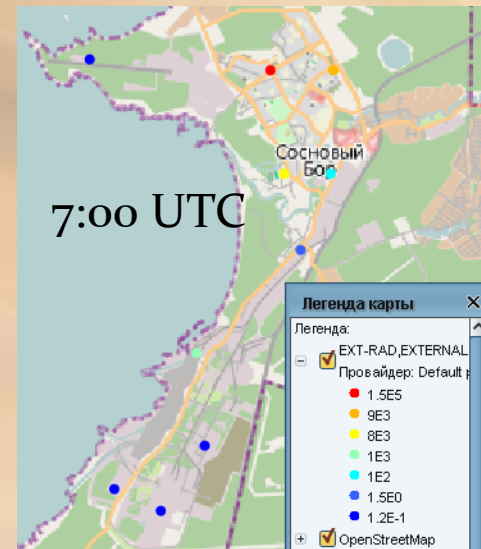 Сосновый
Бор
7:00 UTC
Легенда карты
Легенда:
EXT-RAD,EXTERNAL
Провайдер: Default
1.5E5
9E3
8E3
1E3
1E2
1.5E0
1.2E-1
OpenStreetMap